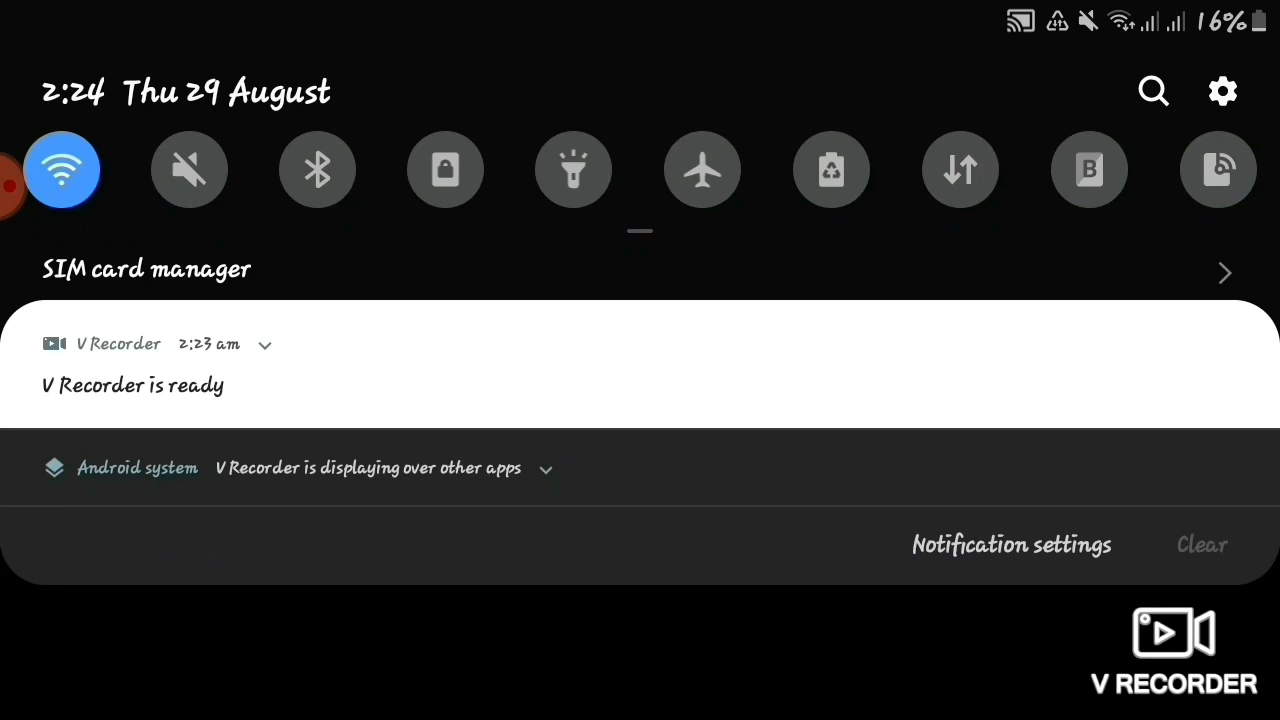 16%
2:24 Thu 29 August
B
SIM card manager
V Recorder 2:23 am
V Recorder is ready
Android system V Recorder is displaying over other apps
Notification settings Clear
V RECORDER